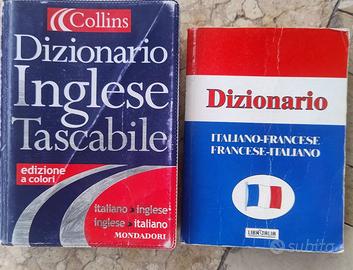 Collins
Dizionario
Inglese
Tascabile
edizione
a colori
italiano > inglese
inglese > italiano
MONDADORI
Dizionario
ITALIANO-FRANCESE
FRANCESE-ITALIANO
subito